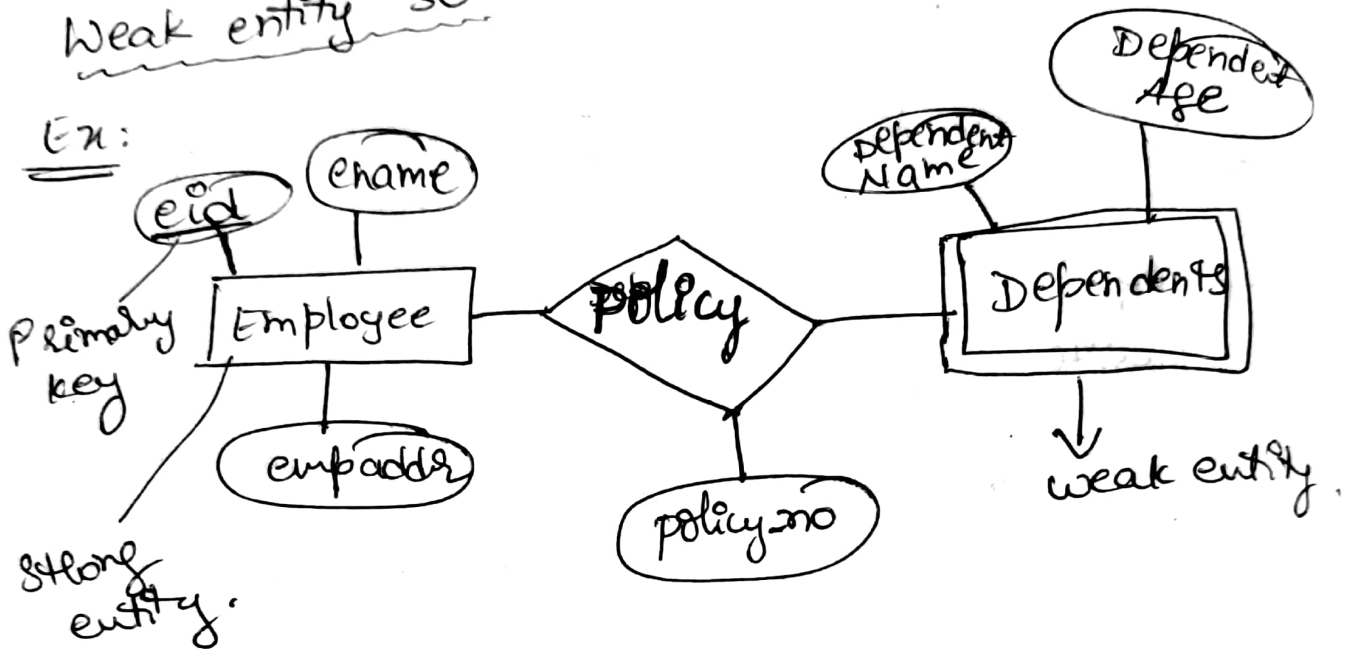 Weak entity
Ex:
eid
ename
Dependent
Name
Dependent
Age
Primary
key
Employee
policy
Dependents
empaddr
policy_no
weak entity.
strong
entity.